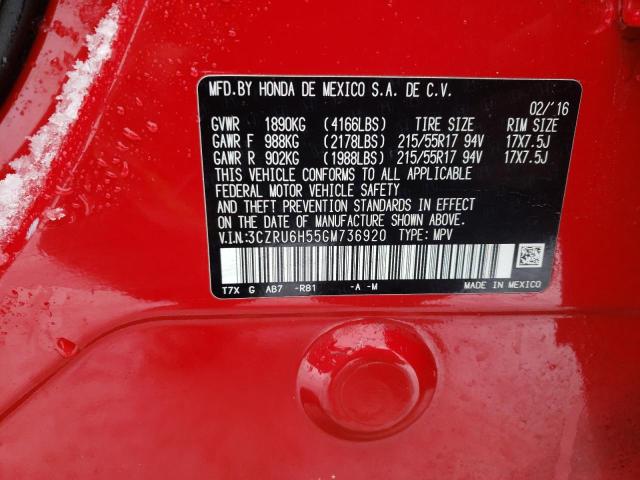 MFD.BY HONDA DE MEXICO S.A. DE C.V.
02/'16
GVWR 1890KG (4166LBS) TIRE SIZE RIM SIZE
GAWR F 988KG (2178LBS) 215/55R17 94V 17X7.5J
GAWR R 902KG (1988LBS) 215/55R17 94V 17X7.5J
THIS VEHICLE CONFORMS TO ALL APPLICABLE
FEDERAL MOTOR VEHICLE SAFETY
AND THEFT PREVENTION STANDARDS IN EFFECT
ON THE DATE OF MANUFACTURE SHOWN ABOVE.
V.I.N:3CZRU6H55GM736920 TYPE: MPV
T7X G AB7 -R81 -A -M MADE IN MEXICO